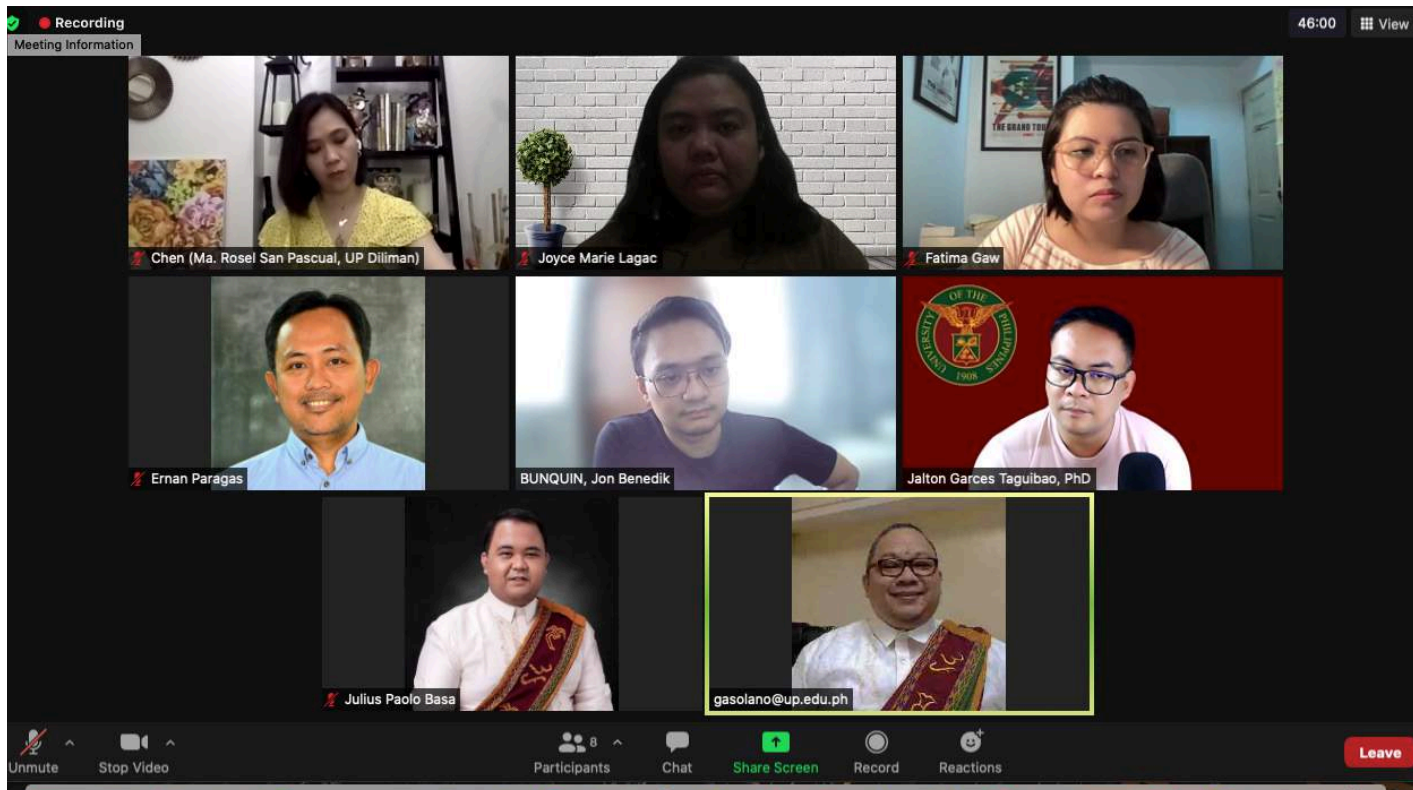 Recording
46:00
View
Meeting Information
THE GRAND TOU
Chen (Ma. Rosel San Pascual, UP Diliman)
Joyce Marie Lagac
Fatima Gaw
UNIVERSITY OF THE PHILIPPINES
1908
Ernan Paragas
BUNQUIN, Jon Benedik
Jalton Garces Taguibao, PhD
Julius Paolo Basa
gasolano@up.edu.ph
8
Unmute
Stop Video
Participants
Chat
Share Screen
Record
Reactions
Leave